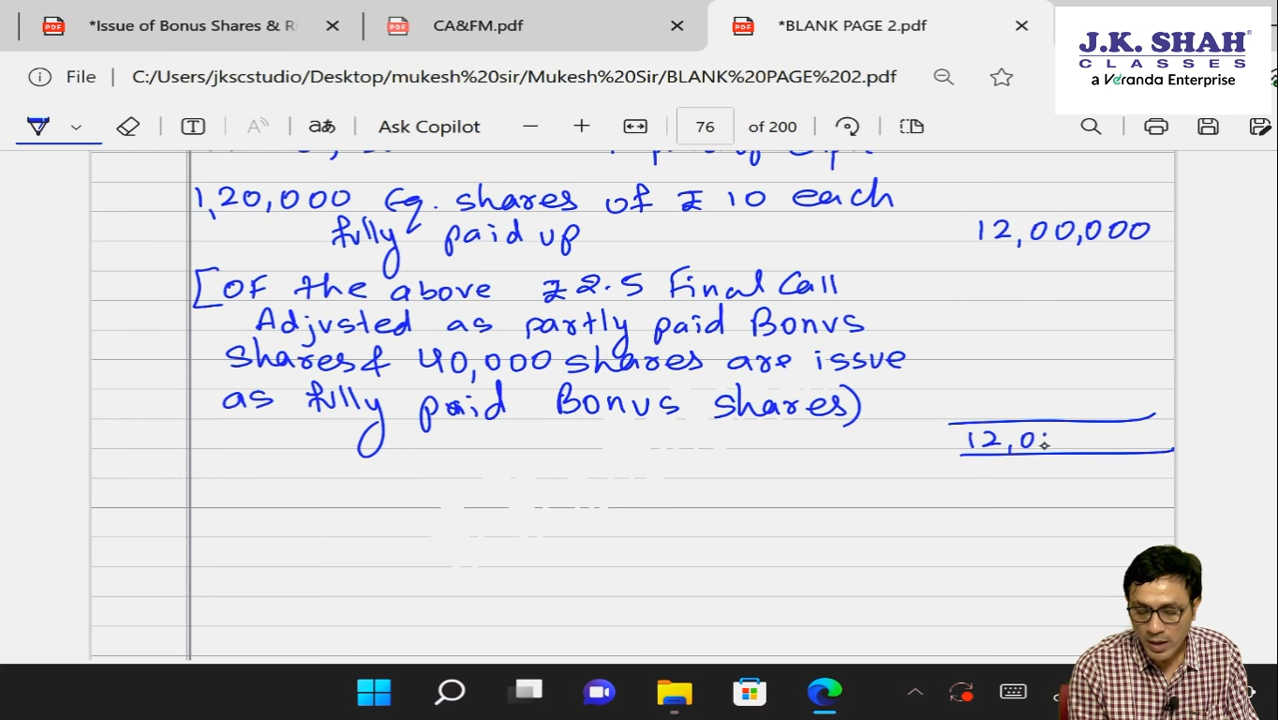 *Issue of Bonus Shares & Ri
CA&FM.pdf
*BLANK PAGE 2.pdf
J.K. SHAH®
CLASSES
a Veranda Enterprise
File
C:/Users/jkscstudio/Desktop/mukesh%20sir/Mukesh%20Sir/BLANK%20PAGE%202.pdf
Ask Copilot
76
of 200
1,20,000 Eq. shares of ₹ 10 each
fully paid up 12,00,000
[OF the above ₹2.5 Final Call
Adjusted as partly paid Bonus
Shares & 40,000 shares are issue
as fully paid Bonus shares)
12,0